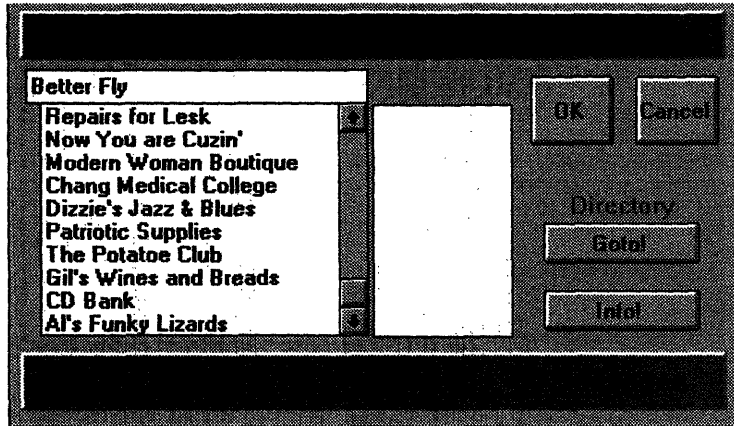 Better Fly
Repairs for Lesk
Now You are Cuzin'
Modern Woman Boutique
Chang Medical College
Dizzie's Jazz & Blues
Patriotic Supplies
The Potatoe Club
Gil's Wines and Breads
CD Bank
Al's Funky Lizards
OK
Cancel
Directory
Goto!
Info!